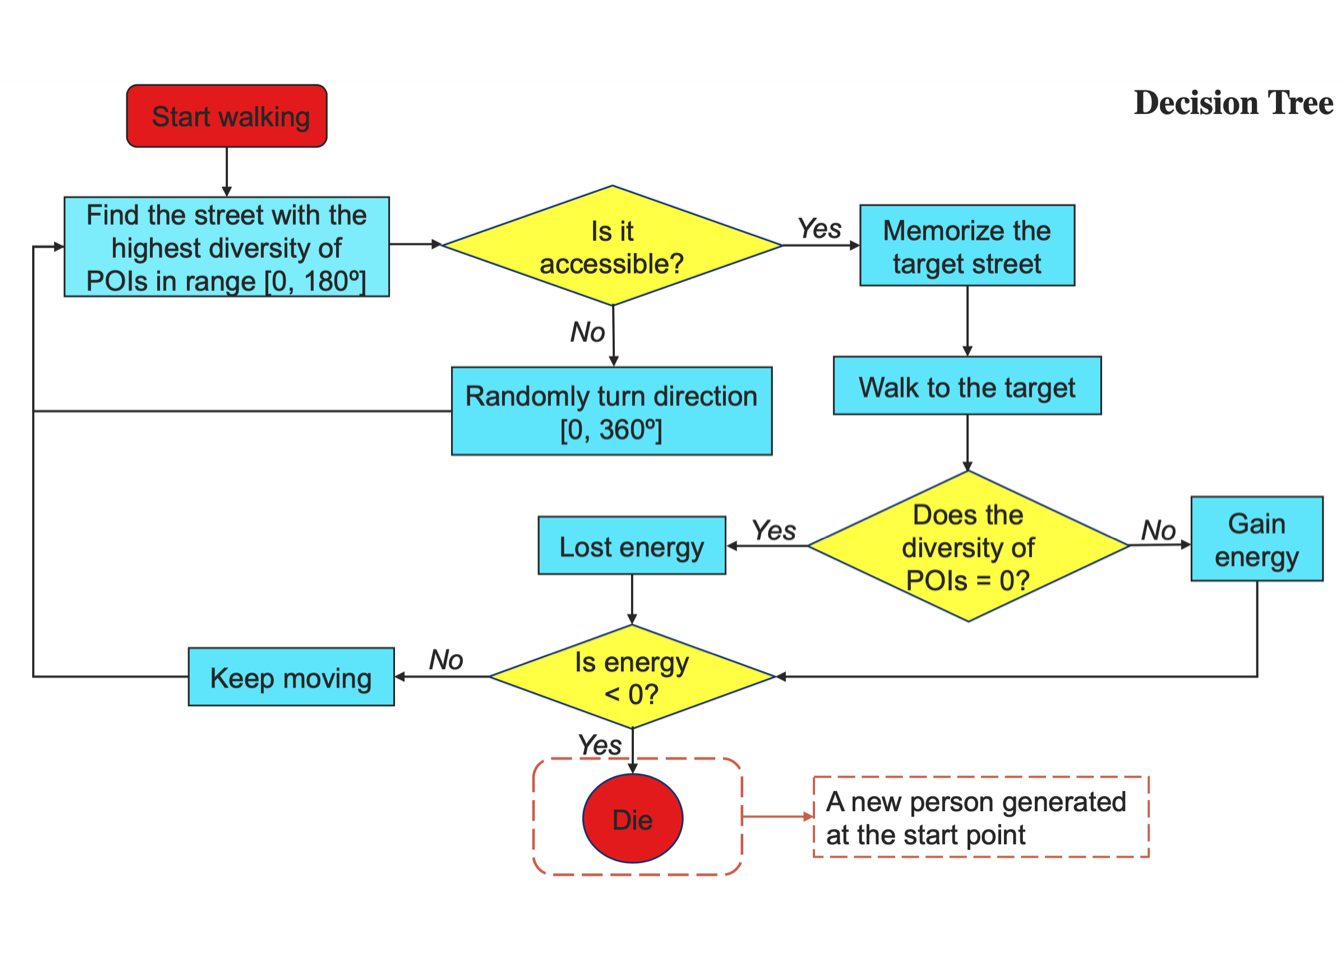 Decision Tree
Start walking
Find the street with the
highest diversity of
POIs in range [0, 180º]
Is it
accessible?
Yes
Memorize the
target street
No
Randomly turn direction
[0, 360º]
Walk to the target
Does the
diversity of
POIs = 0?
Yes
No
Gain
energy
Lost energy
Is energy
< 0?
No
Keep moving
Yes
Die
A new person generated
at the start point